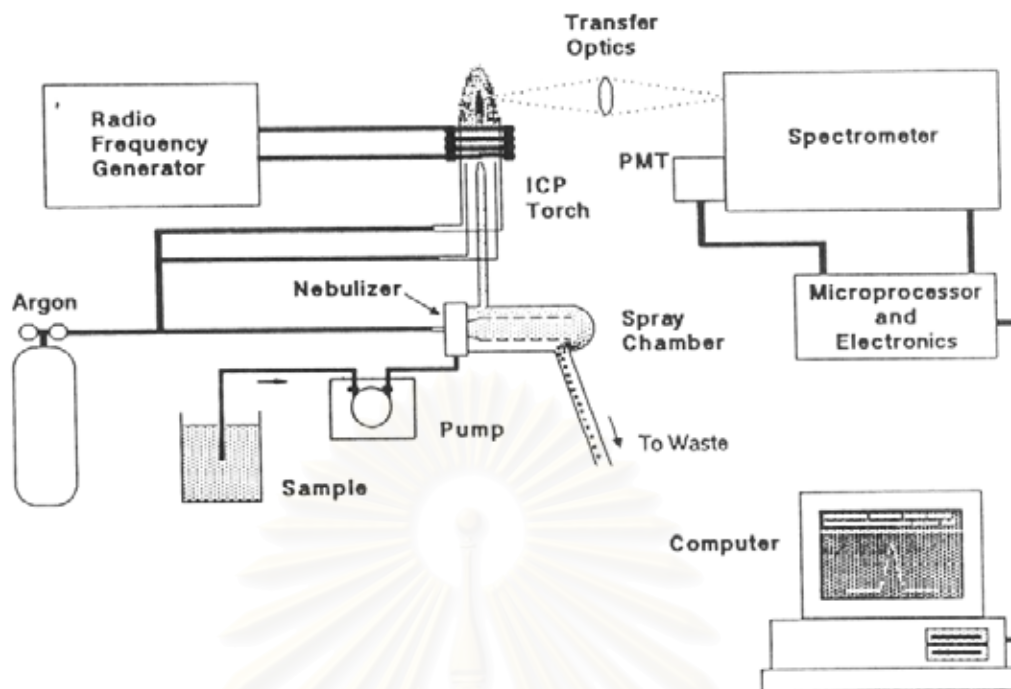 Transfer
Optics
Radio
Frequency
Generator
Spectrometer
PMT
ICP
Torch
Nebulizer
Argon
Microprocessor
and
Electronics
Spray
Chamber
Pump
To Waste
Sample
Computer